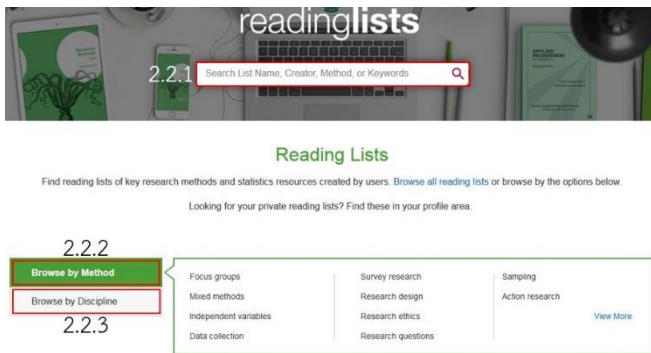 readinglists
2.2.1
Search List Name, Creator, Method, or Keywords
APPLIED
REGRESSION
Reading Lists
Find reading lists of key research methods and statistics resources created by users. Browse all reading lists or browse by the options below.
Looking for your private reading lists? Find these in your profile area.
2.2.2
Browse by Method
Browse by Discipline
2.2.3
Focus groups
Mixed methods
Independent variables
Data collection
Survey research
Research design
Research ethics
Research questions
Sampling
Action research
View More